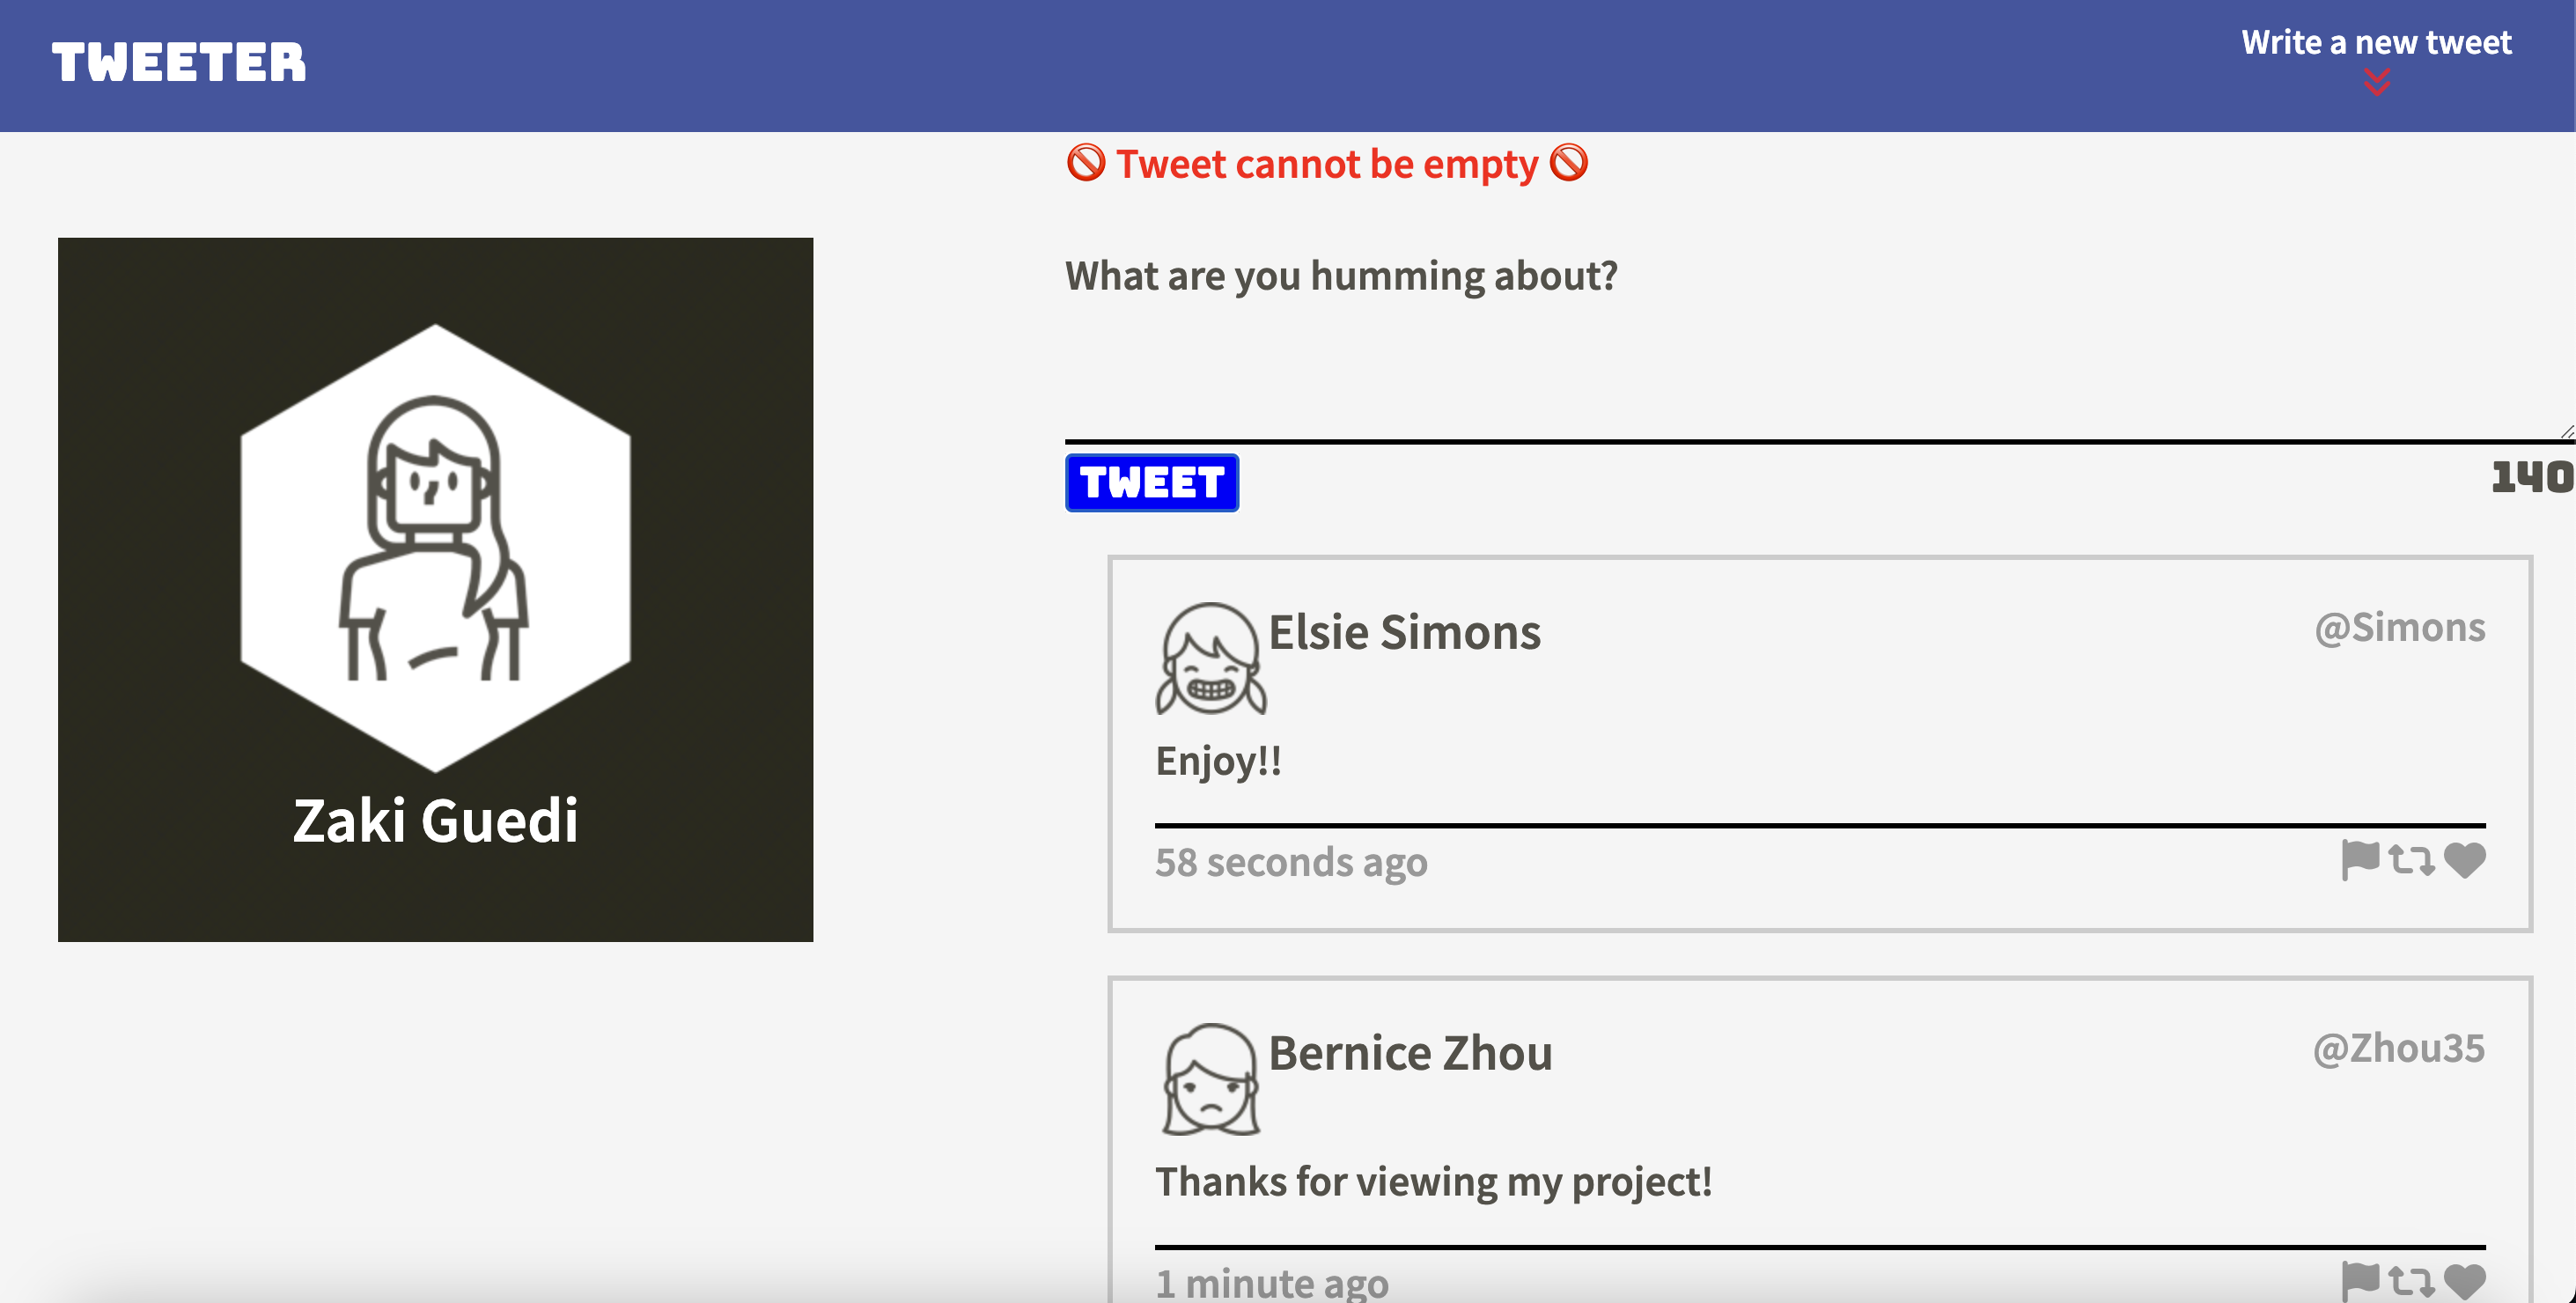 TWEETER
Write a new tweet
🚫 Tweet cannot be empty 🚫
What are you humming about?
TWEET
140
Zaki Guedi
Elsie Simons
@Simons
Enjoy!!
58 seconds ago
Bernice Zhou
@Zhou35
Thanks for viewing my project!
1 minute ago